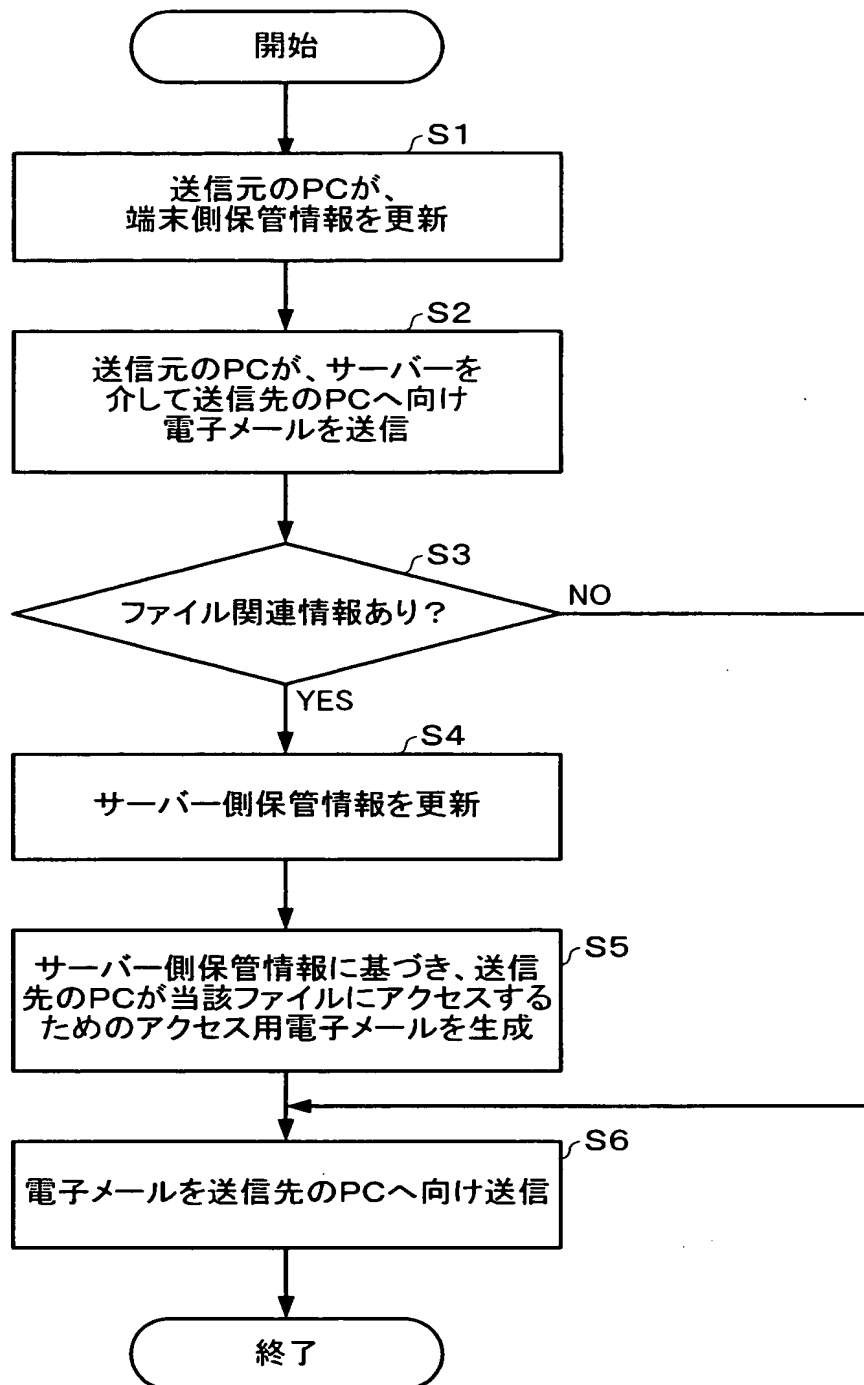 開始
S1
送信元のPCが、
端末側保管情報を更新
S2
送信元のPCが、サーバーを
介して送信先のPCへ向け
電子メールを送信
S3
ファイル関連情報あり?
NO
YES
S4
サーバー側保管情報を更新
S5
サーバー側保管情報に基づき、送信
先のPCが当該ファイルにアクセスする
ためのアクセス用電子メールを生成
S6
電子メールを送信先のPCへ向け送信
終了